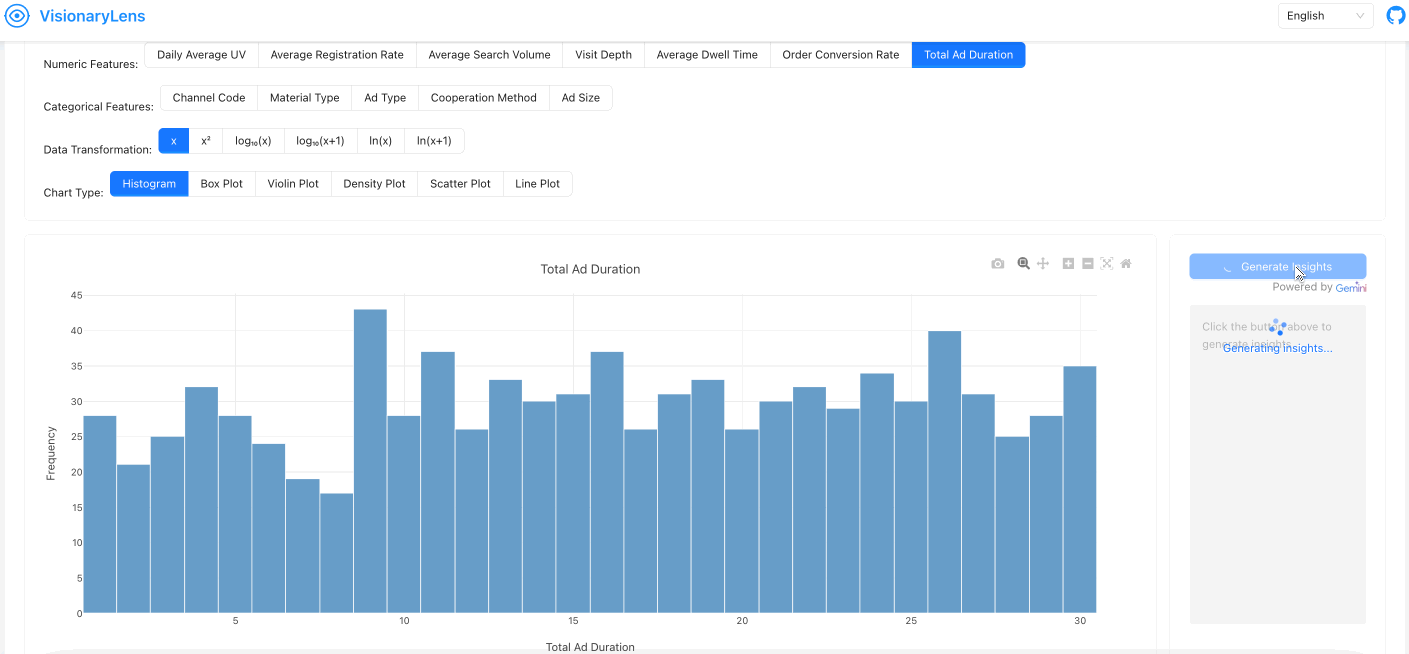 VisionaryLens
English
Numeric Features: Daily Average UV Average Registration Rate Average Search Volume Visit Depth Average Dwell Time Order Conversion Rate Total Ad Duration
Categorical Features: Channel Code Material Type Ad Type Cooperation Method Ad Size
Data Transformation: x x² log₁₀(x) log₁₀(x+1) ln(x) ln(x+1)
Chart Type: Histogram Box Plot Violin Plot Density Plot Scatter Plot Line Plot
Total Ad Duration
45
40
35
30
25
20
15
10
5
0
Frequency
5 10 15 20 25 30
Total Ad Duration
Generate Insights
Powered by Gemini
Click the button above to
generate insights.
Generating insights...